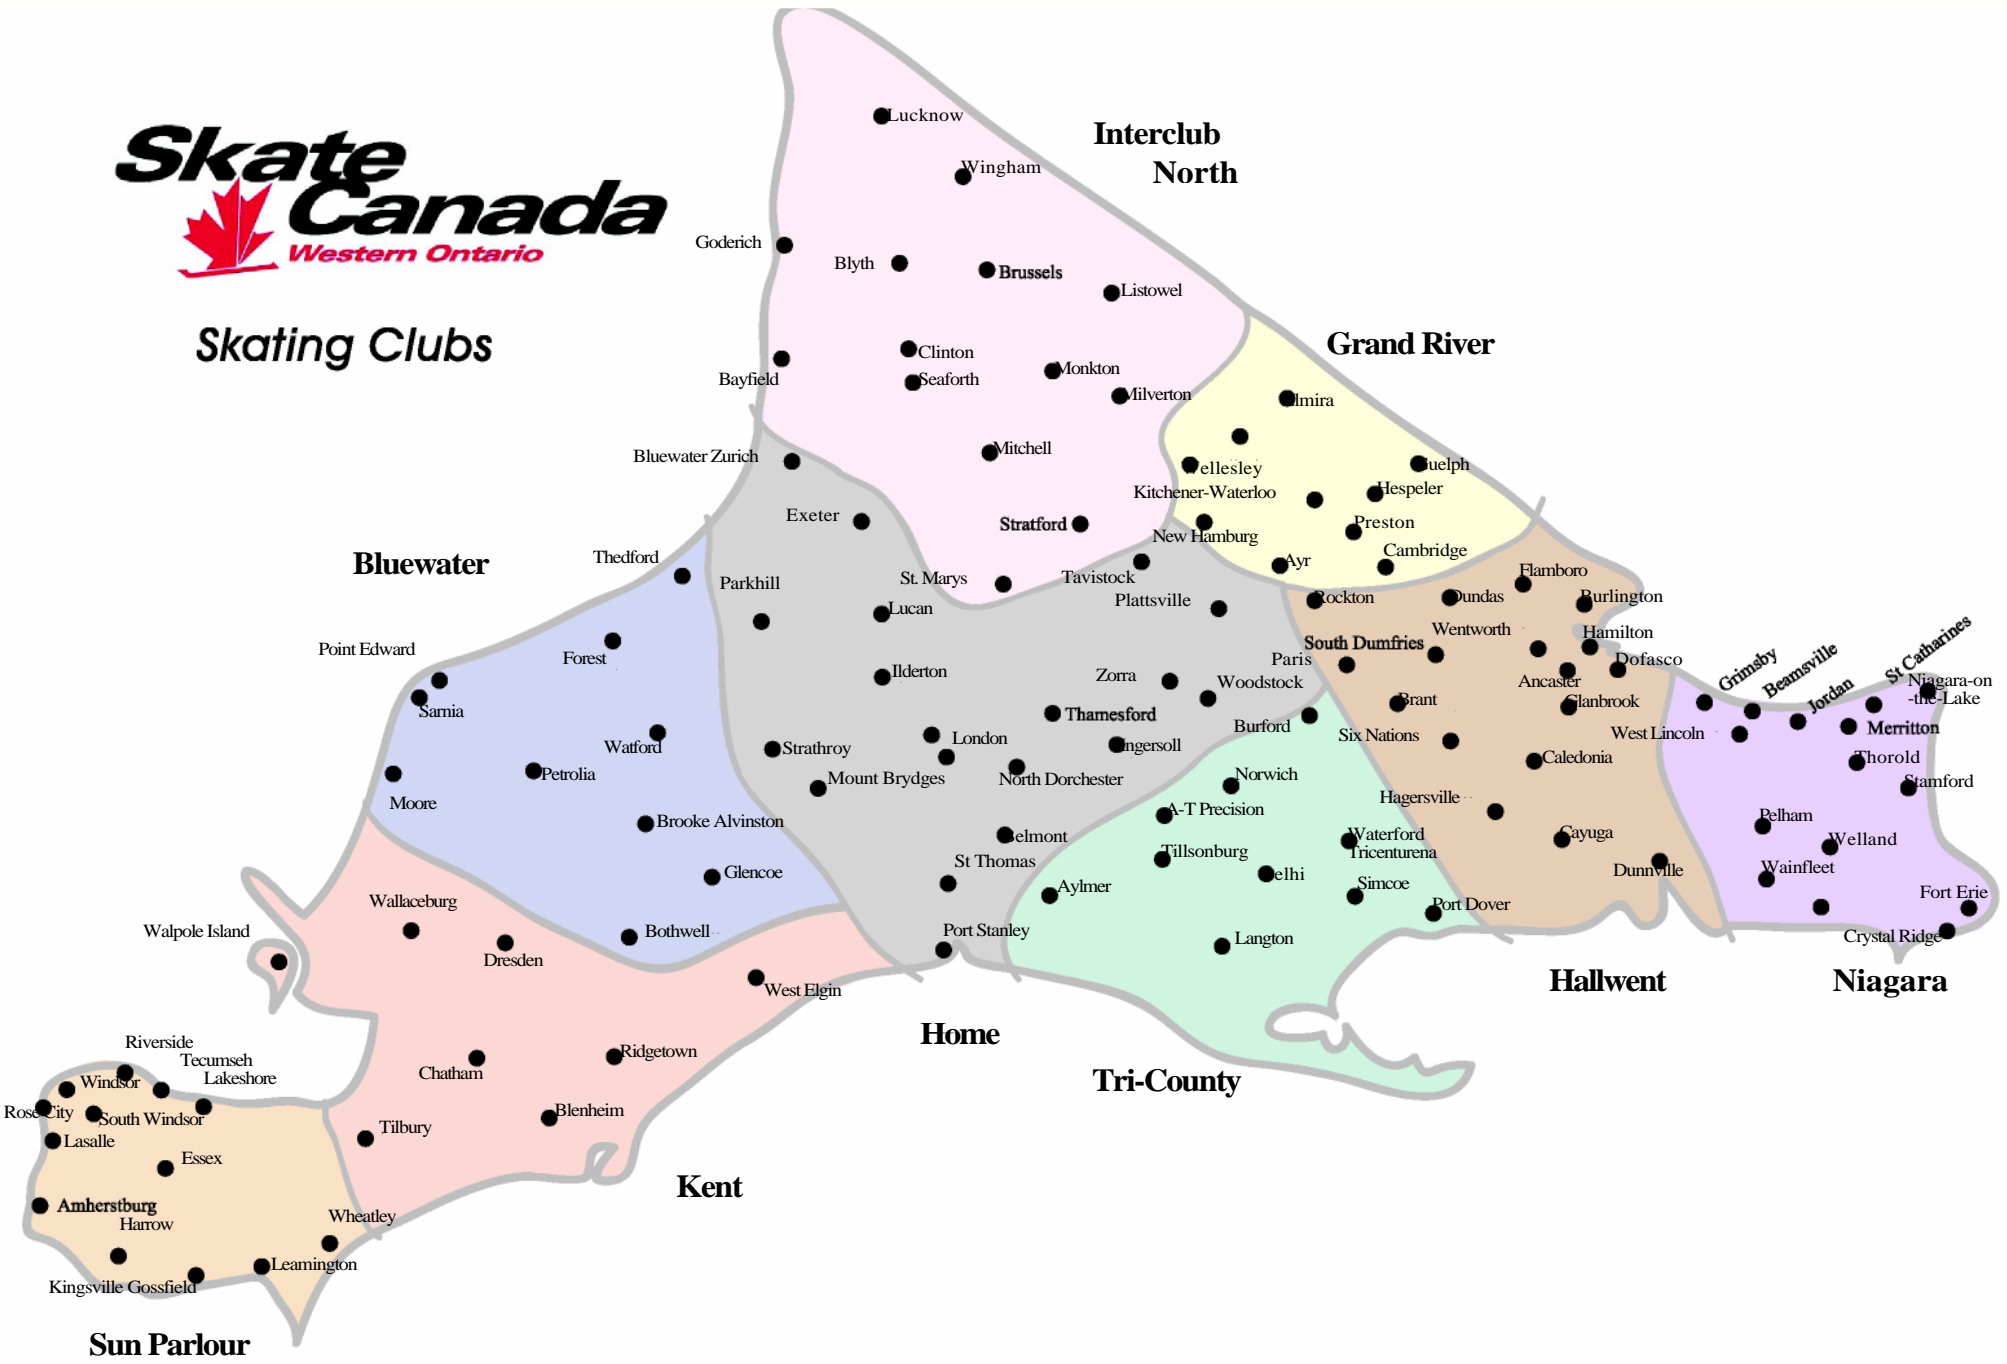 Skate
Canada
Western Ontario
Skating Clubs
Interclub
North
Lucknow
Wingham
Goderich
Blyth
Brussels
Listowel
Clinton
Bayfield
Seaforth
Monkton
Milverton
Mitchell
Stratford
St. Marys
Grand River
Elmira
Wellesley
Guelph
Kitchener-Waterloo
Hespeler
Preston
New Hamburg
Cambridge
Ayr
Bluewater Zurich
Exeter
Parkhill
Lucan
Tavistock
Plattsville
Ilderton
Zorra
Woodstock
Thamesford
Strathroy
London
Ingersoll
Mount Brydges
North Dorchester
Belmont
St Thomas
Port Stanley
Home
Bluewater
Thedford
Forest
Point Edward
Sarnia
Watford
Petrolia
Moore
Brooke Alvinston
Glencoe
Bothwell
Wallaceburg
Walpole Island
Dresden
West Elgin
Chatham
Ridgetown
Blenheim
Tilbury
Kent
Riverside
Tecumseh
Lakeshore
Windsor
Rose City
South Windsor
Lasalle
Essex
Amherstburg
Harrow
Wheatley
Leamington
Kingsville Gossfield
Sun Parlour
Burford
Norwich
A-T Precision
Tillsonburg
Waterford
Tricenturena
Delhi
Aylmer
Simcoe
Port Dover
Langton
Tri-County
Flamboro
Rockton
Dundas
Burlington
Wentworth
Hamilton
South Dumfries
Paris
Dofasco
Ancaster
Brant
Glanbrook
Six Nations
Caledonia
Hagersville
Cayuga
Dunnville
Hallwent
Grimsby
Beamsville
Jordan
St Catharines
Niagara-on
-the-Lake
West Lincoln
Merritton
Thorold
Stamford
Pelham
Welland
Wainfleet
Fort Erie
Crystal Ridge
Niagara